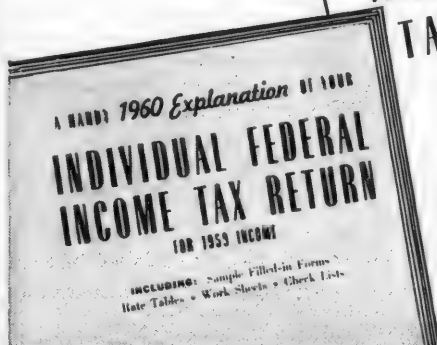 TA
A HANDY 1960 Explanation OF YOUR
INDIVIDUAL FEDERAL
INCOME TAX RETURN
FOR 1959 INCOME
INCLUDING: Sample Filled-in Forms
Rate Tables • Work Sheets • Check Lists